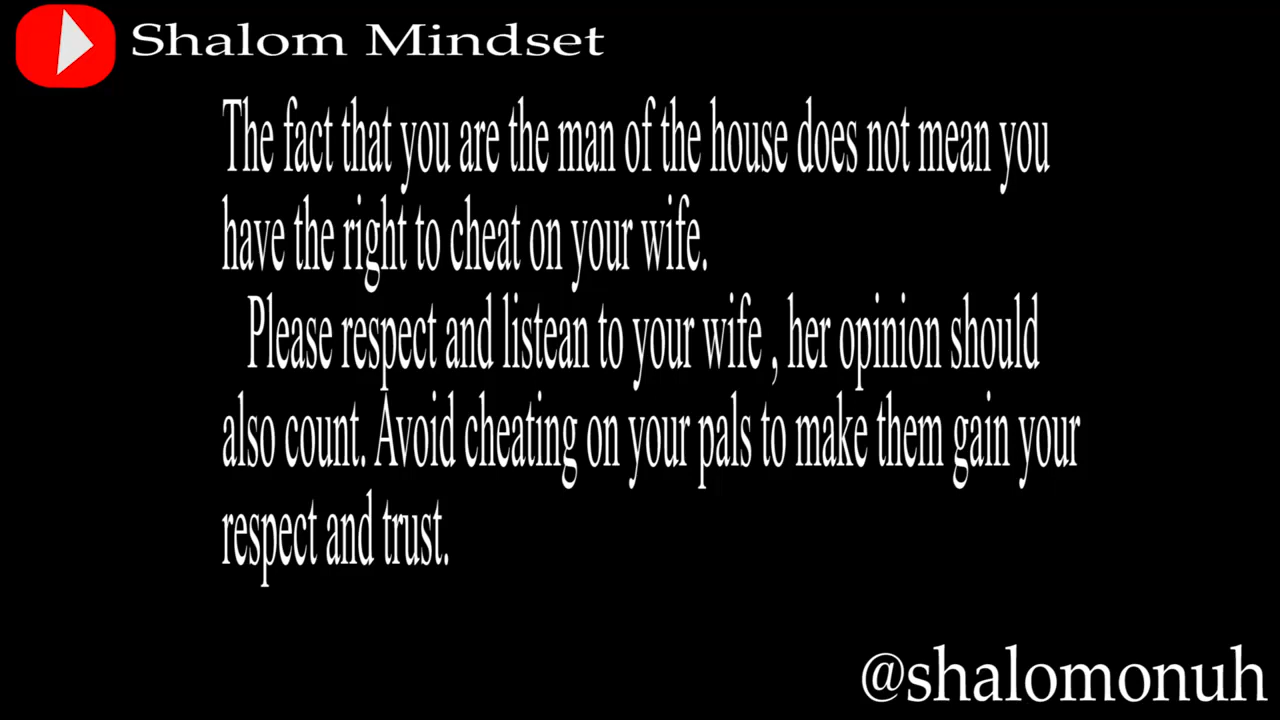 Shalom Mindset
The fact that you are the man of the house does not mean you
have the right to cheat on your wife.
Please respect and listean to your wife , her opinion should
also count. Avoid cheating on your pals to make them gain your
respect and trust.
@shalomonuh